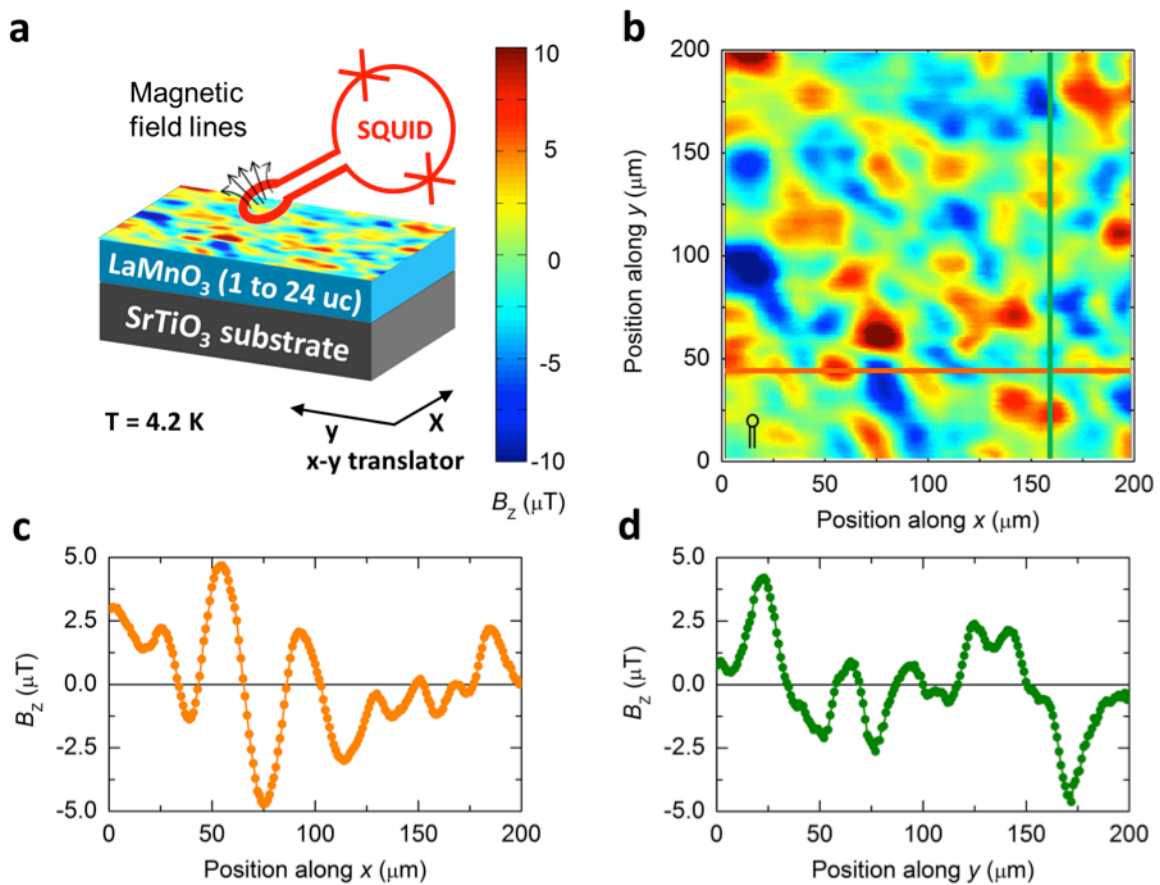 a
Magnetic
field lines
SQUID
LaMnO₃ (1 to 24 uc)
SrTiO₃ substrate
T = 4.2 K
y
X
x-y translator
10
5
0
-5
-10
B_z (μT)
b
200
150
100
50
0
Position along y (μm)
0 50 100 150 200
Position along x (μm)
c
5.0
2.5
0.0
-2.5
-5.0
B_z (μT)
0 50 100 150 200
Position along x (μm)
d
5.0
2.5
0.0
-2.5
-5.0
B_z (μT)
0 50 100 150 200
Position along y (μm)